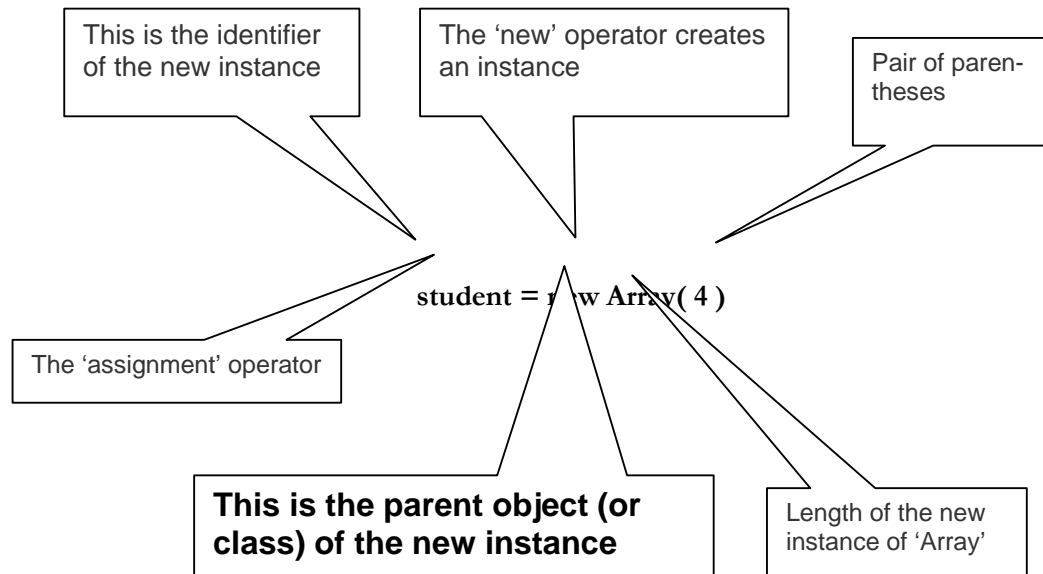 This is the identifier
of the new instance
The ‘new’ operator creates
an instance
Pair of paren-
theses
student = new Array( 4 )
The ‘assignment’ operator
This is the parent object (or
class) of the new instance
Length of the new
instance of ‘Array’